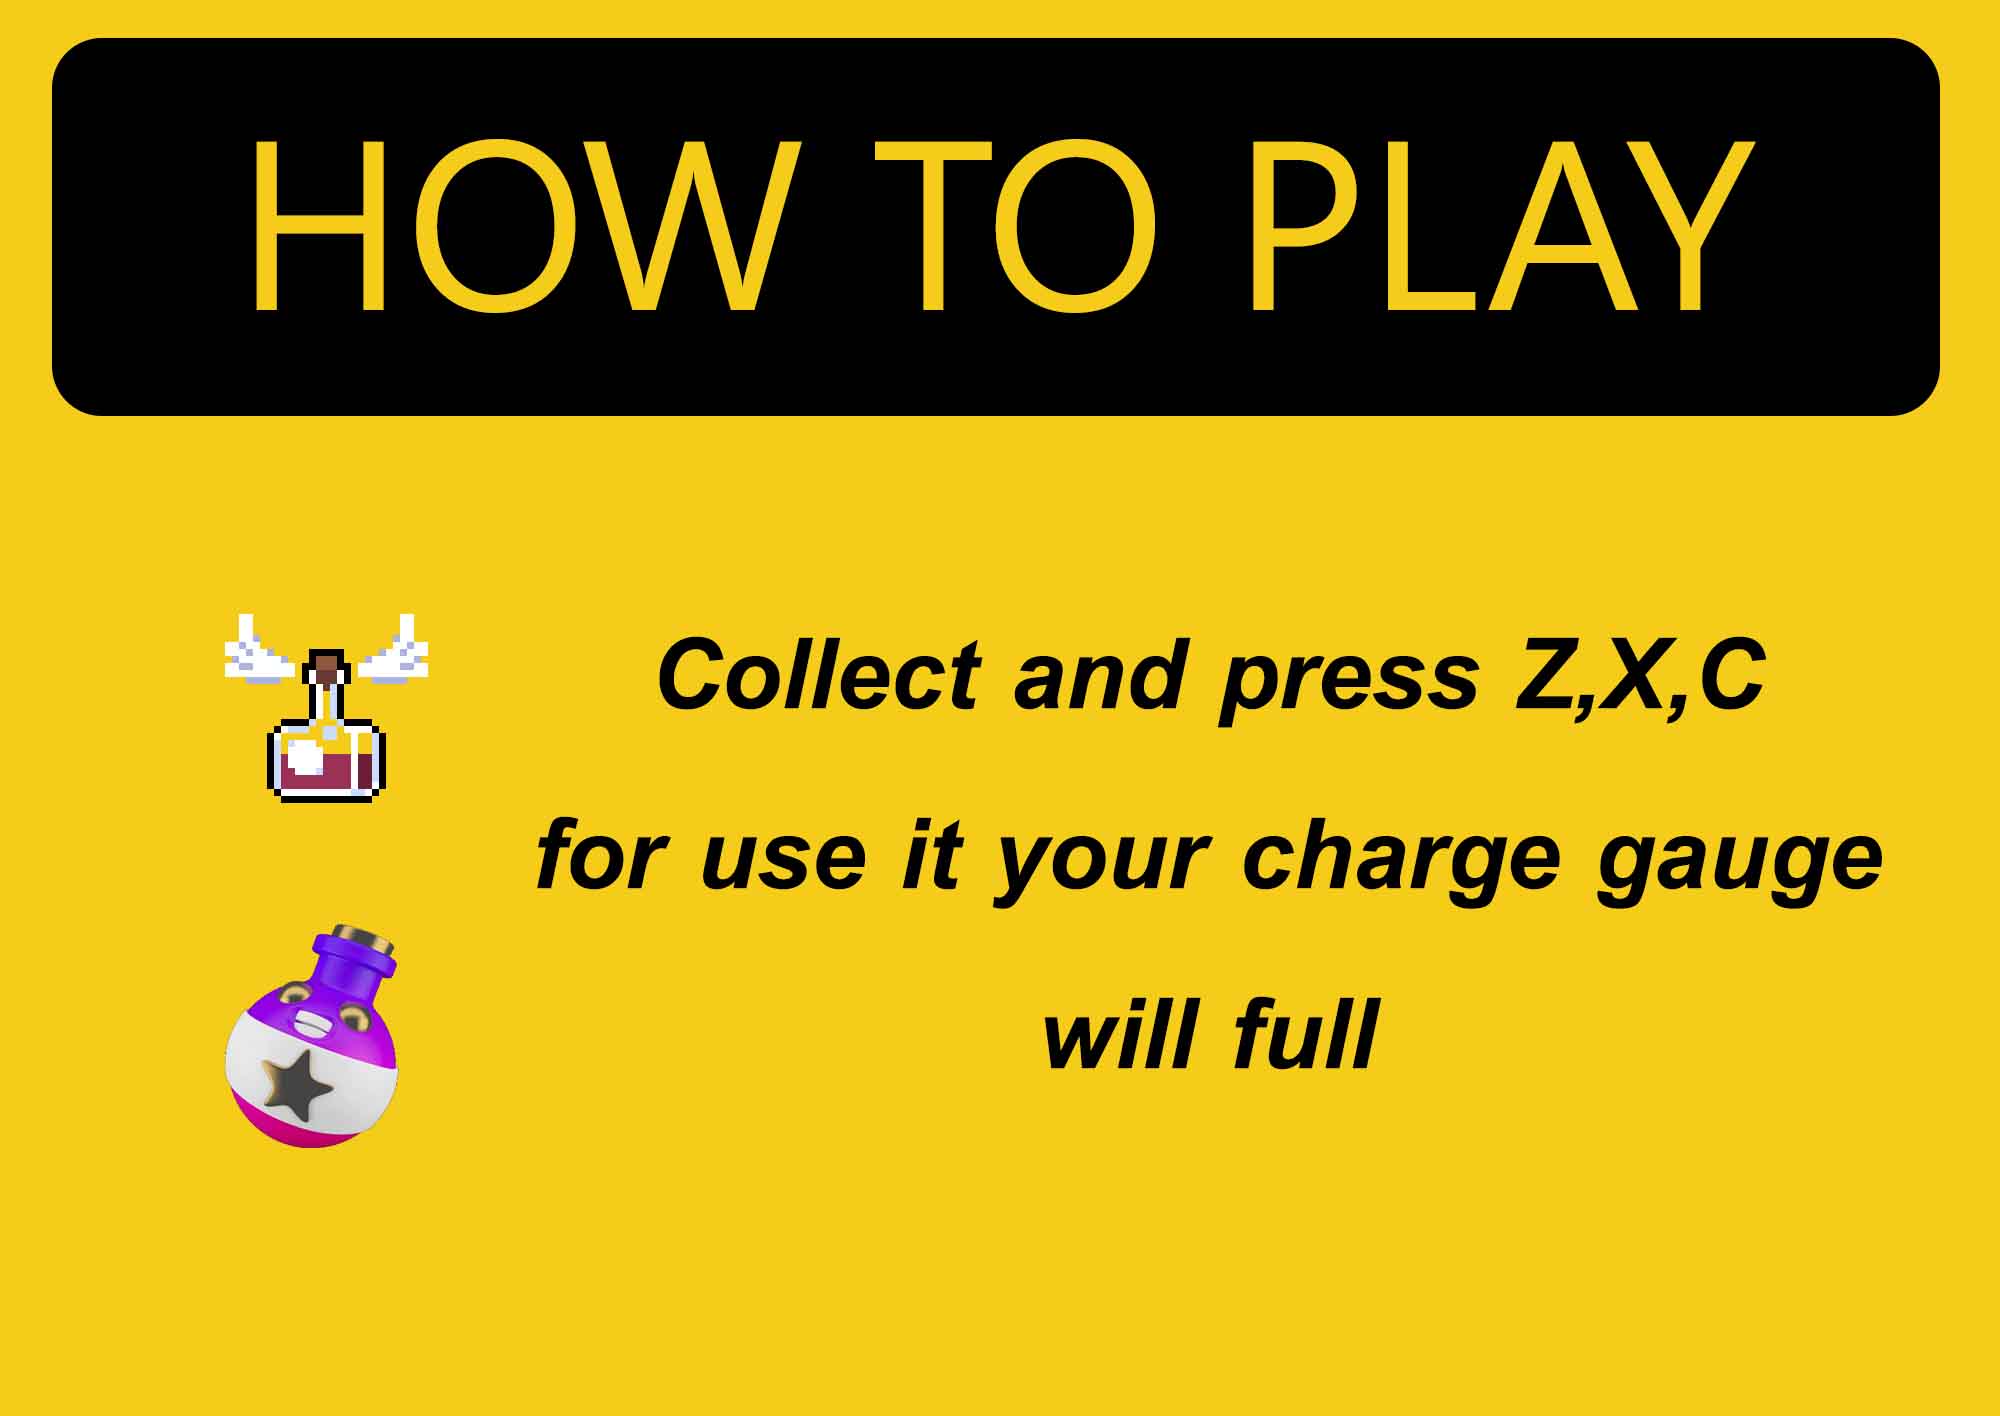 HOW TO PLAY
Collect and press Z,X,C
for use it your charge gauge
will full